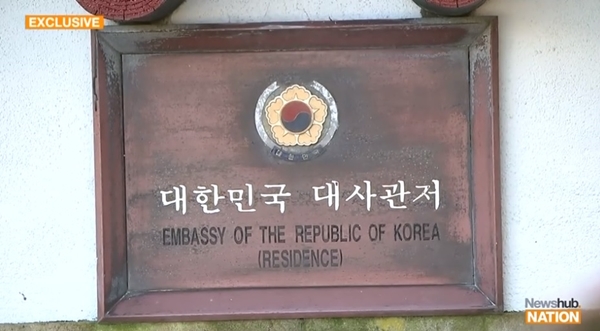 EXCLUSIVE
대한민국 대사관저
EMBASSY OF THE REPUBLIC OF KOREA
(RESIDENCE)
Newshub.
NATION